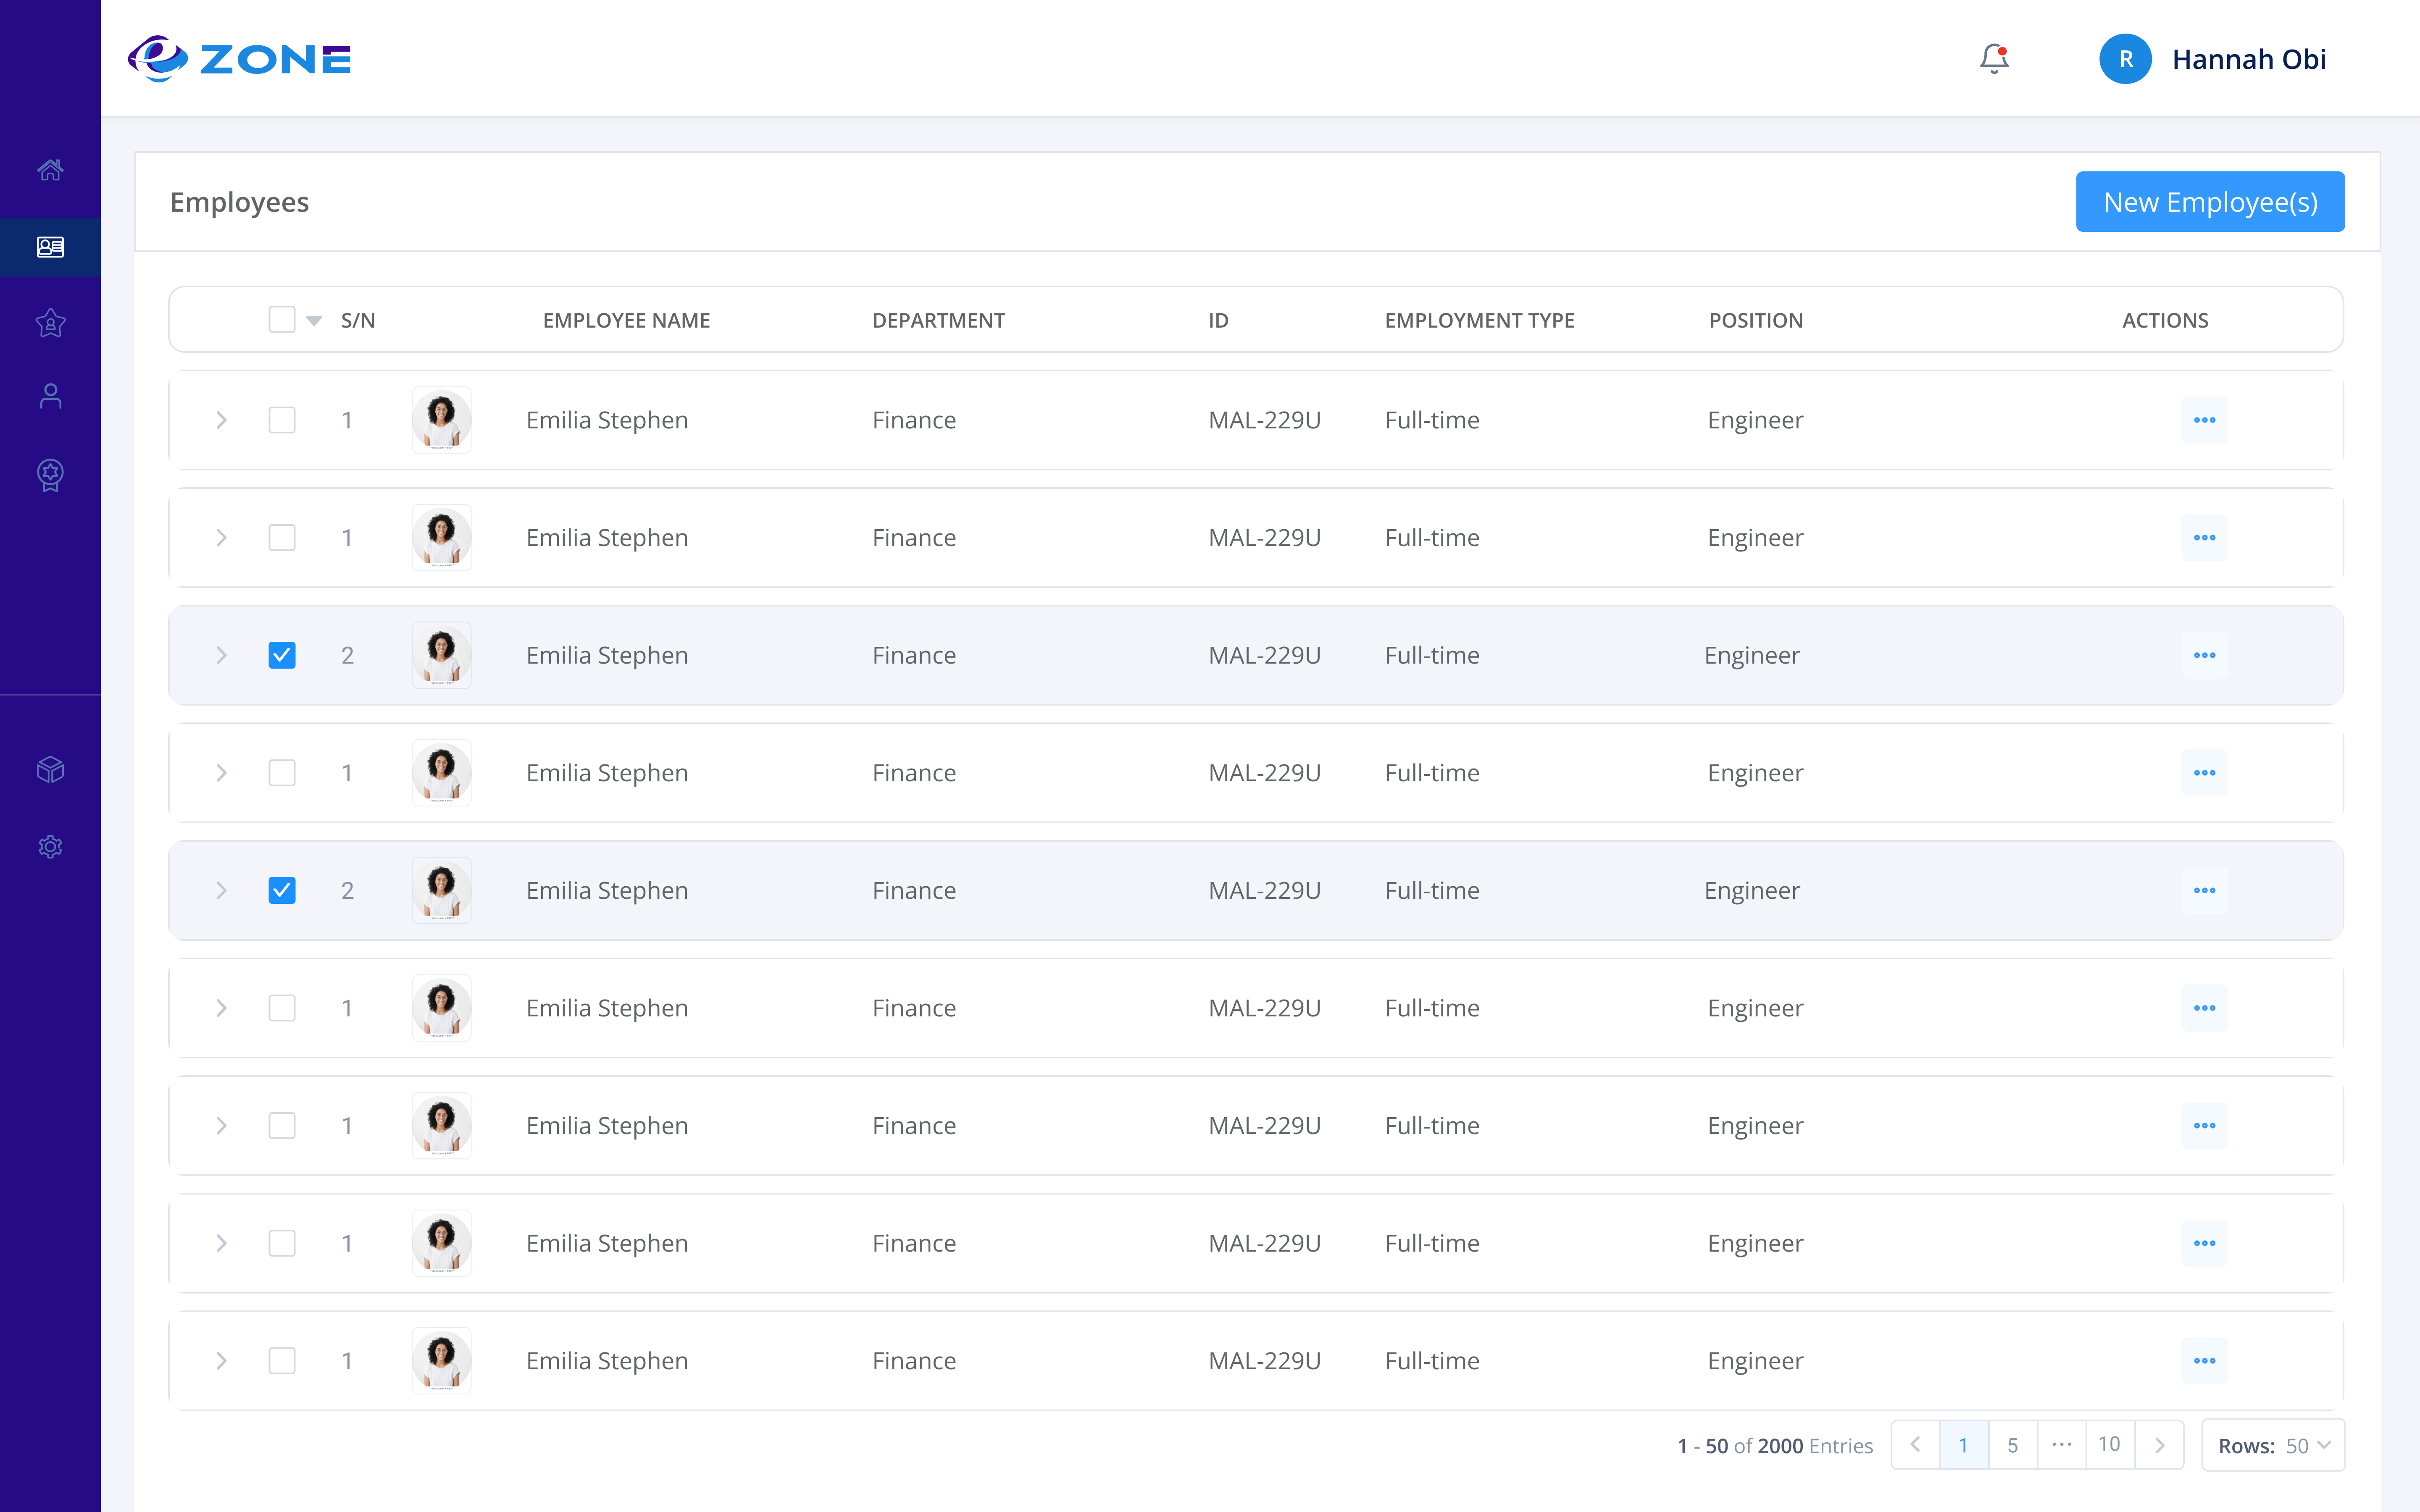 ZONE
R Hannah Obi
Employees New Employee(s)
S/N EMPLOYEE NAME DEPARTMENT ID EMPLOYMENT TYPE POSITION ACTIONS
1 Emilia Stephen Finance MAL-229U Full-time Engineer
1 Emilia Stephen Finance MAL-229U Full-time Engineer
2 Emilia Stephen Finance MAL-229U Full-time Engineer
1 Emilia Stephen Finance MAL-229U Full-time Engineer
2 Emilia Stephen Finance MAL-229U Full-time Engineer
1 Emilia Stephen Finance MAL-229U Full-time Engineer
1 Emilia Stephen Finance MAL-229U Full-time Engineer
1 Emilia Stephen Finance MAL-229U Full-time Engineer
1 Emilia Stephen Finance MAL-229U Full-time Engineer
1 - 50 of 2000 Entries 1 5 ... 10 Rows: 50